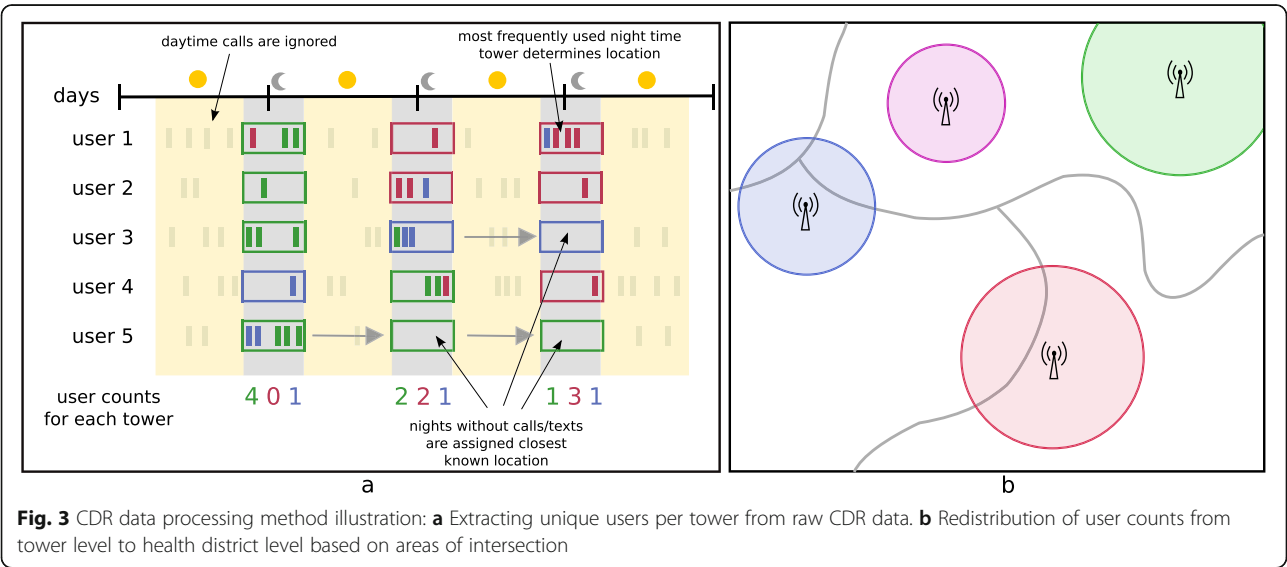 daytime calls are ignored
most frequently used night time
tower determines location
days
user 1
user 2
user 3
user 4
user 5
user counts
for each tower
4 0 1
2 2 1
1 3 1
nights without calls/texts
are assigned closest
known location
a
b
Fig. 3 CDR data processing method illustration: a Extracting unique users per tower from raw CDR data. b Redistribution of user counts from
tower level to health district level based on areas of intersection